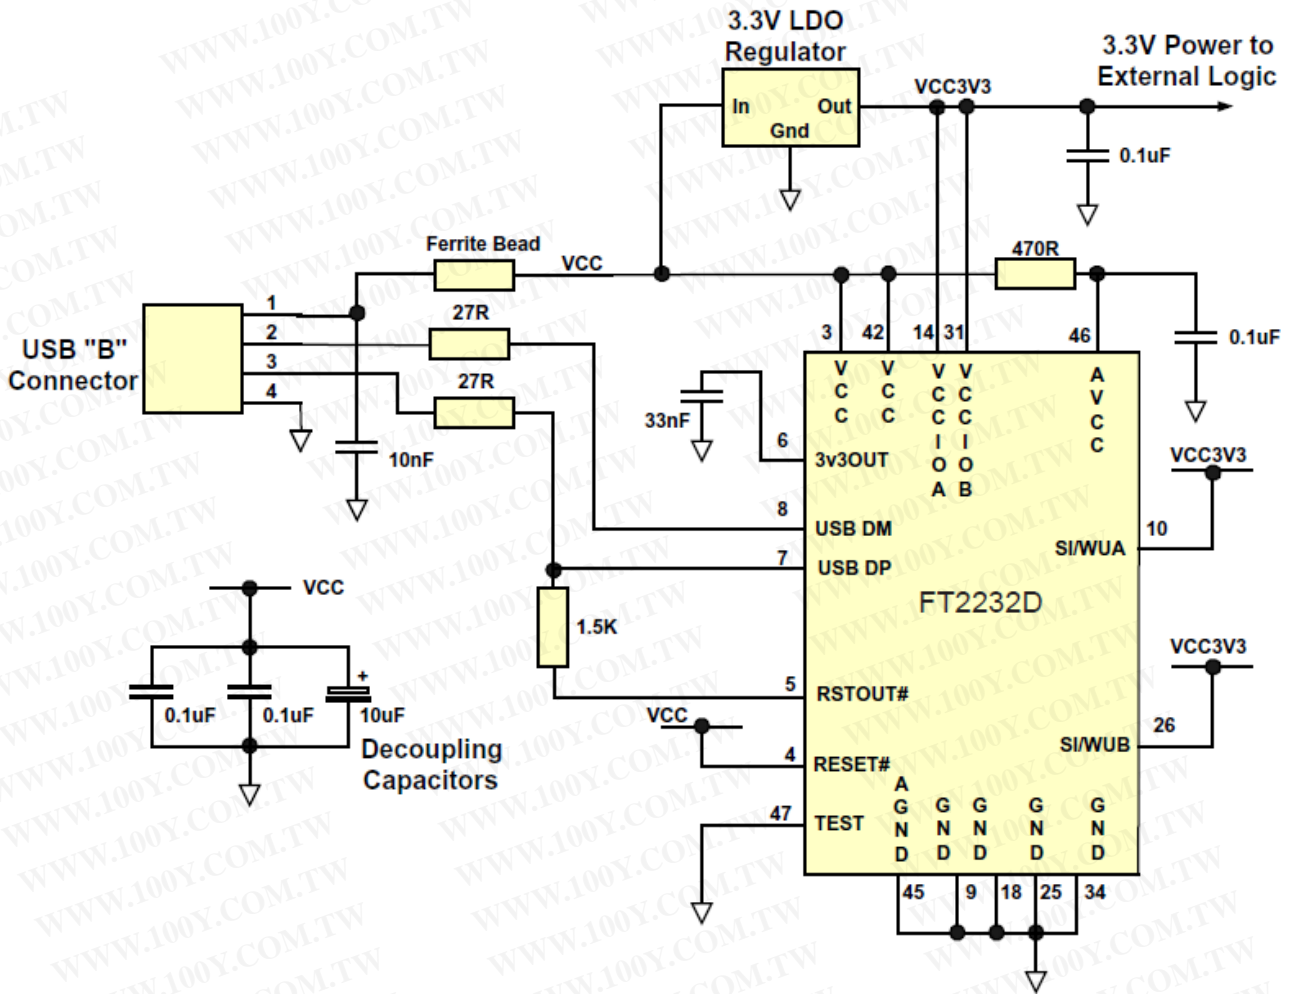 3.3V LDO
Regulator
3.3V Power to
External Logic
In
Out
Gnd
VCC3V3
0.1uF
Ferrite Bead
VCC
470R
USB "B"
Connector
1
2
3
4
27R
27R
10nF
33nF
3
42
14
31
46
0.1uF
VCC
VCC
VCCIOA
VCCIOB
AVCC
6
3v3OUT
8
USB DM
7
USB DP
FT2232D
VCC3V3
10
SI/WUA
VCC3V3
26
SI/WUB
1.5K
5
RSTOUT#
VCC
4
RESET#
47
TEST
AGND
GND
GND
GND
GND
45
9
18
25
34
VCC
0.1uF
0.1uF
+
10uF
Decoupling
Capacitors
WWW.100Y.COM.TW